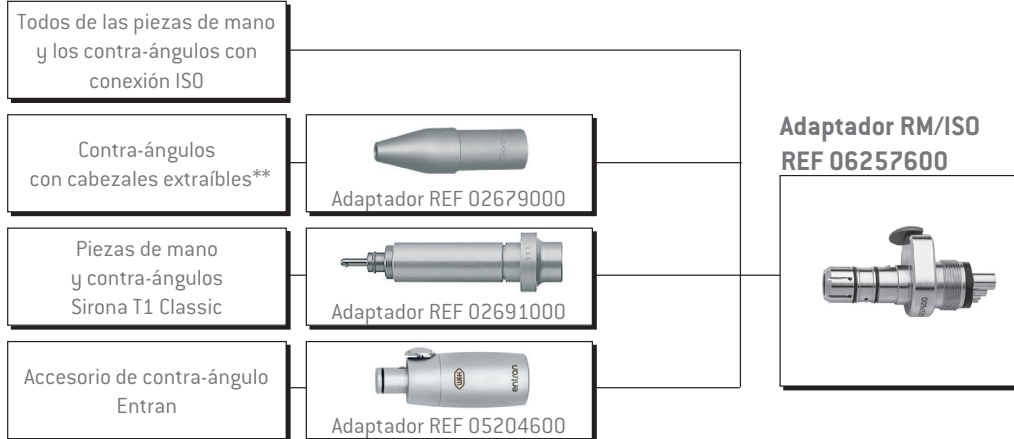 Todos de las piezas de mano
y los contra-ángulos con
conexión ISO
Contra-ángulos
con cabezales extraíbles**
Adaptador REF 02679000
Piezas de mano
y contra-ángulos
Sirona T1 Classic
Adaptador REF 02691000
Accesorio de contra-ángulo
Entran
W&H
entran
Adaptador REF 05204600
Adaptador RM/ISO
REF 06257600